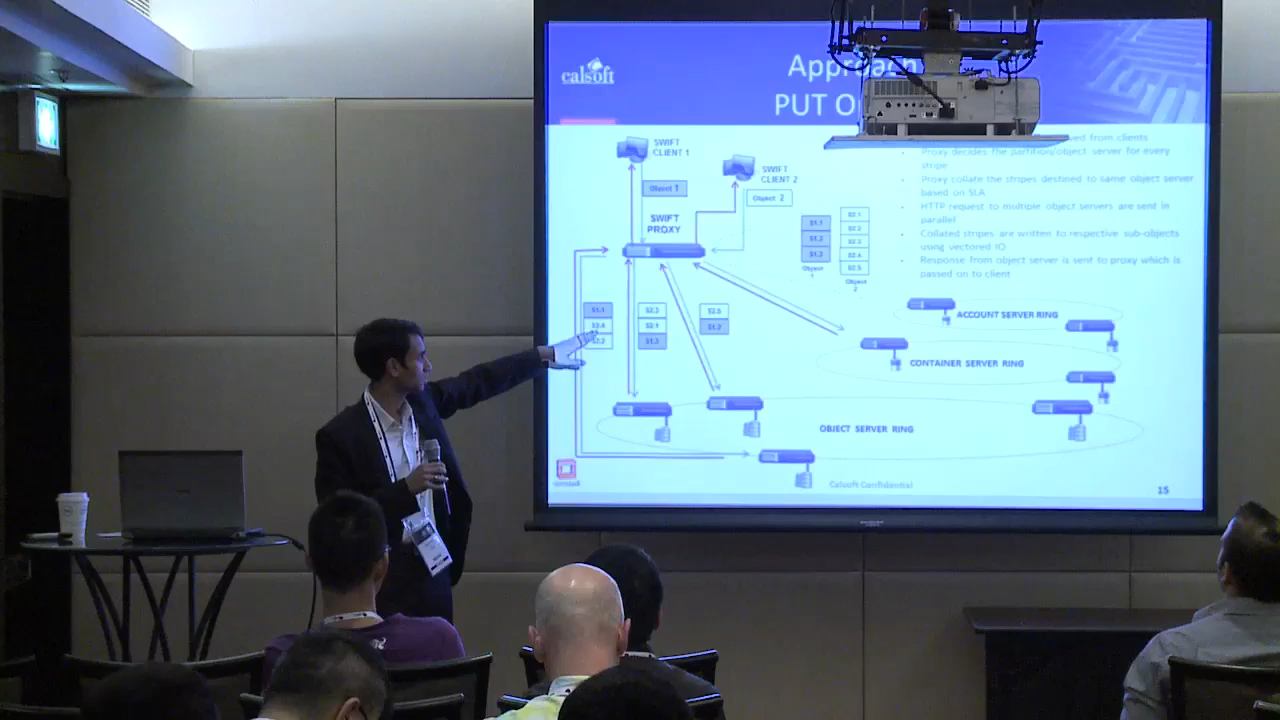 calsoft
Approach
PUT
SWIFT
CLIENT 1
SWIFT
CLIENT 2
Object 1
Object 2
SWIFT
PROXY
from clients
Proxy decides the partition/object server for every
stripe
Proxy collate the stripes destined to same object server
based on SLA
HTTP request to multiple object servers are sent in
parallel
Collated stripes are written to respective sub-objects
using vectored IO
Response from object server is sent to proxy which is
passed on to client
S1.1
S1.2
S1.3
Object
1
S2.1
S2.2
S2.3
S2.4
S2.5
Object
2
S1.1
S2.4
S2.2
S2.3
S2.1
S1.3
S2.5
S1.2
ACCOUNT SERVER RING
CONTAINER SERVER RING
OBJECT SERVER RING
Calsoft Confidential
15